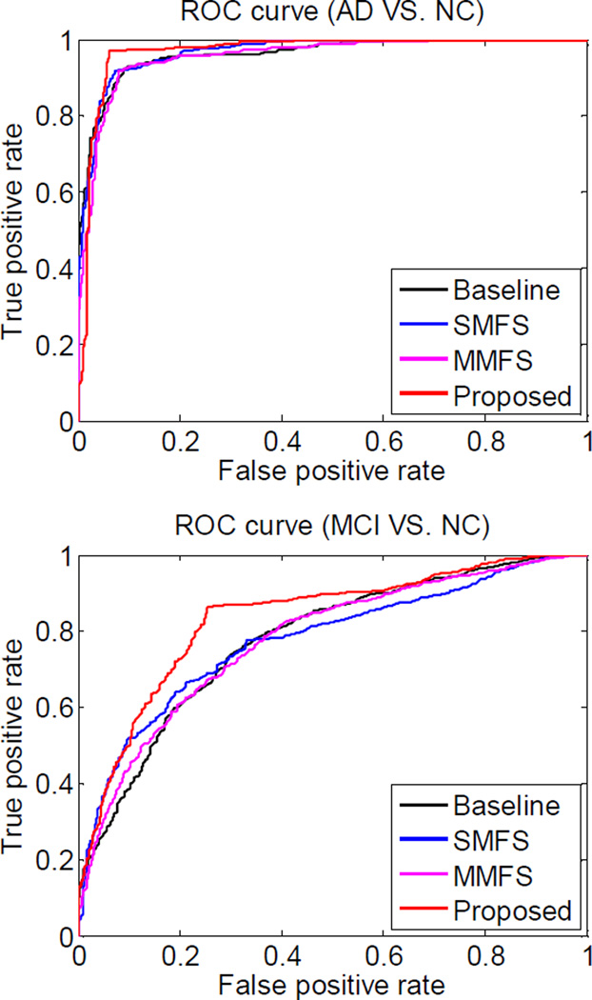 ROC curve (AD VS. NC)
1
0.8
0.6
0.4
0.2
0
True positive rate
Baseline
SMFS
MMFS
Proposed
0 0.2 0.4 0.6 0.8 1
False positive rate
ROC curve (MCI VS. NC)
1
0.8
0.6
0.4
0.2
0
True positive rate
Baseline
SMFS
MMFS
Proposed
0 0.2 0.4 0.6 0.8 1
False positive rate